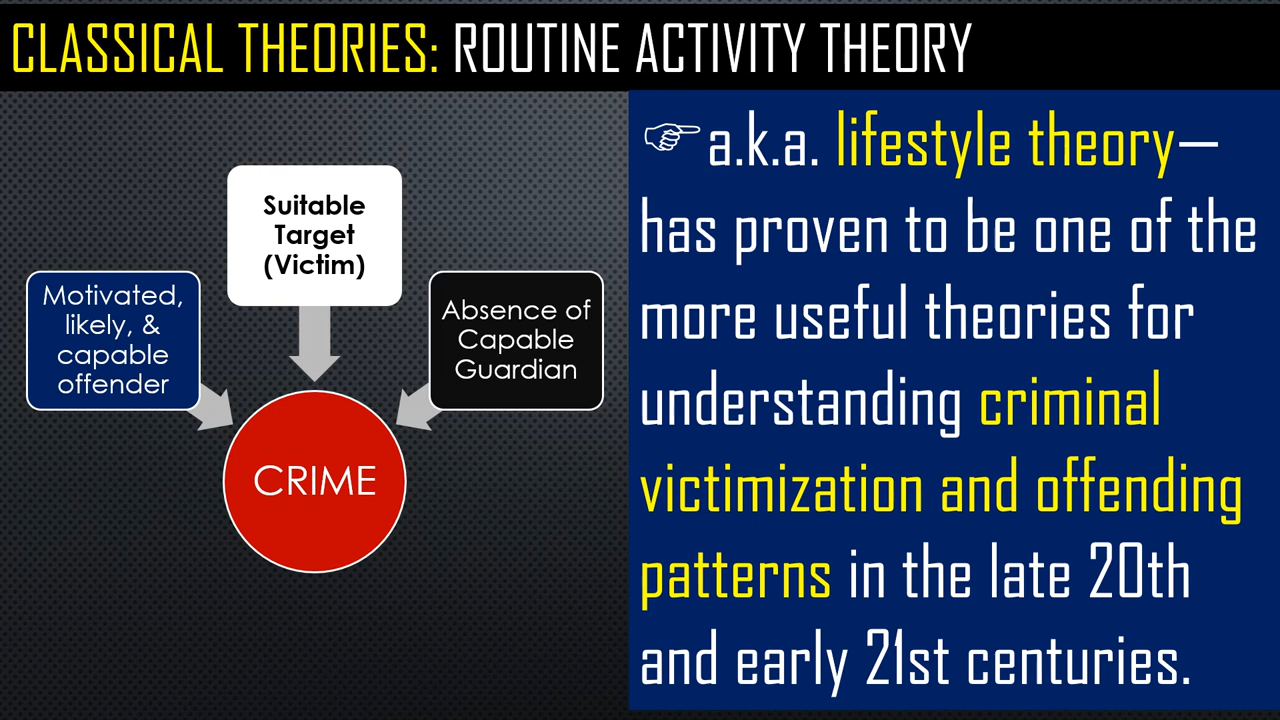 CLASSICAL THEORIES: ROUTINE ACTIVITY THEORY
Suitable
Target
(Victim)
Motivated,
likely, &
capable
offender
Absence of
Capable
Guardian
CRIME
a.k.a. lifestyle theory—
has proven to be one of the
more useful theories for
understanding criminal
victimization and offending
patterns in the late 20th
and early 21st centuries.